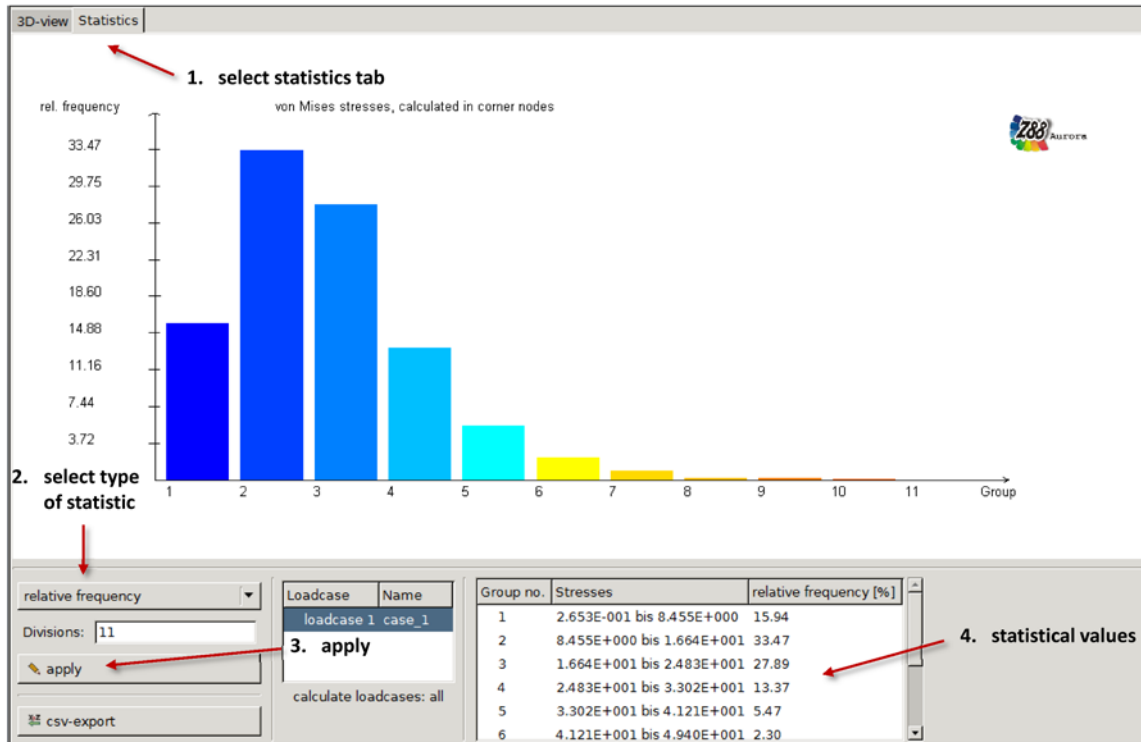 3D-view Statistics
1. select statistics tab
rel. frequency
von Mises stresses, calculated in corner nodes
Z88 Aurora
33.47
29.75
26.03
22.31
18.60
14.88
11.16
7.44
3.72
1 2 3 4 5 6 7 8 9 10 11 Group
2. select type
of statistic
relative frequency
Divisions: 11
apply
csv-export
Loadcase Name
loadcase 1 case_1
3. apply
calculate loadcases: all
Group no. Stresses relative frequency [%]
1 2.653E-001 bis 8.455E+000 15.94
2 8.455E+000 bis 1.664E+001 33.47
3 1.664E+001 bis 2.483E+001 27.89
4 2.483E+001 bis 3.302E+001 13.37
5 3.302E+001 bis 4.121E+001 5.47
6 4.121E+001 bis 4.940E+001 2.30
4. statistical values